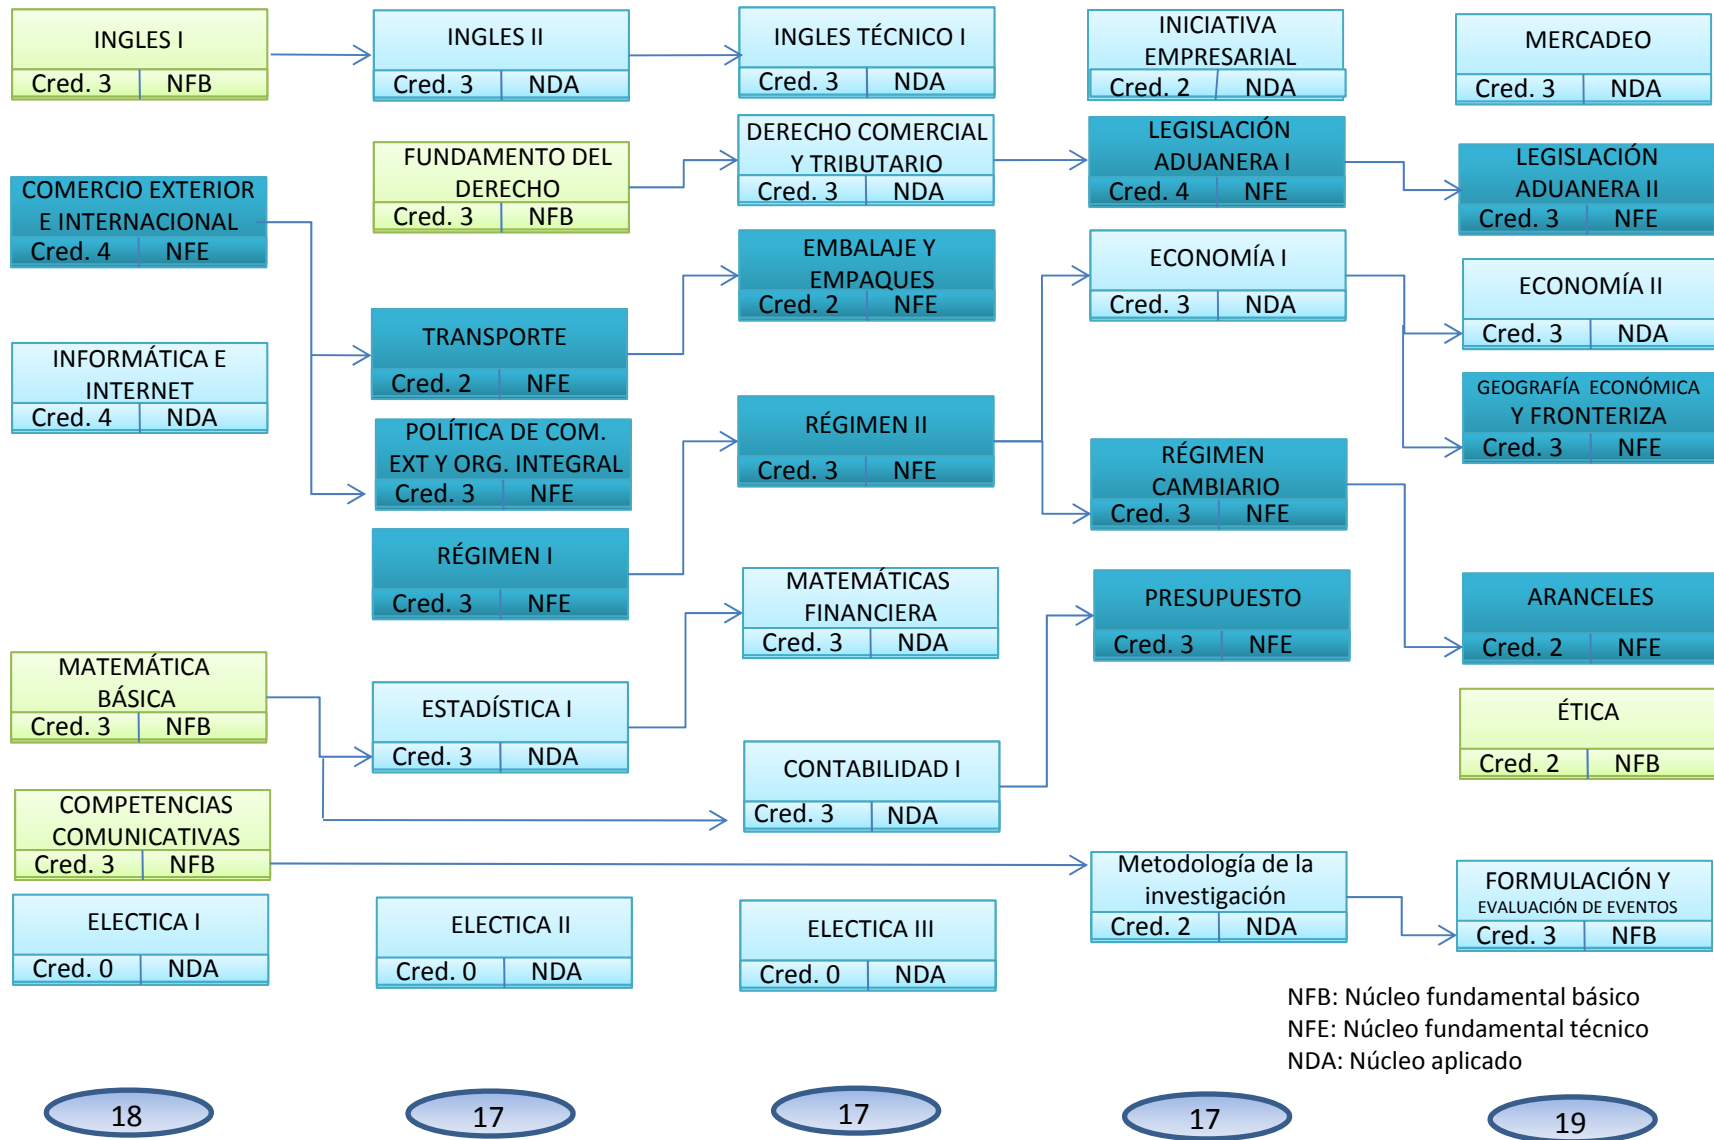 INGLES I
Cred. 3 NFB
COMERCIO EXTERIOR
E INTERNACIONAL
Cred. 4 NFE
INFORMÁTICA E
INTERNET
Cred. 4 NDA
MATEMÁTICA
BÁSICA
Cred. 3 NFB
COMPETENCIAS
COMUNICATIVAS
Cred. 3 NFB
ELECTICA I
Cred. 0 NDA
18
INGLES II
Cred. 3 NDA
FUNDAMENTO DEL
DERECHO
Cred. 3 NFB
TRANSPORTE
Cred. 2 NFE
POLÍTICA DE COM.
EXT Y ORG. INTEGRAL
Cred. 3 NFE
RÉGIMEN I
Cred. 3 NFE
ESTADÍSTICA I
Cred. 3 NDA
ELECTICA II
Cred. 0 NDA
17
INGLES TÉCNICO I
Cred. 3 NDA
DERECHO COMERCIAL
Y TRIBUTARIO
Cred. 3 NDA
EMBALAJE Y
EMPAQUES
Cred. 2 NFE
RÉGIMEN II
Cred. 3 NFE
MATEMÁTICAS
FINANCIERA
Cred. 3 NDA
CONTABILIDAD I
Cred. 3 NDA
ELECTICA III
Cred. 0 NDA
17
INICIATIVA
EMPRESARIAL
Cred. 2 NDA
LEGISLACIÓN
ADUANERA I
Cred. 4 NFE
ECONOMÍA I
Cred. 3 NDA
RÉGIMEN
CAMBIARIO
Cred. 3 NFE
PRESUPUESTO
Cred. 3 NFE
Metodología de la
investigación
Cred. 2 NDA
17
MERCADEO
Cred. 3 NDA
LEGISLACIÓN
ADUANERA II
Cred. 3 NFE
ECONOMÍA II
Cred. 3 NDA
GEOGRAFÍA ECONÓMICA
Y FRONTERIZA
Cred. 3 NFE
ARANCELES
Cred. 2 NFE
ÉTICA
Cred. 2 NFB
FORMULACIÓN Y
EVALUACIÓN DE EVENTOS
Cred. 3 NFB
NFB: Núcleo fundamental básico
NFE: Núcleo fundamental técnico
NDA: Núcleo aplicado
19